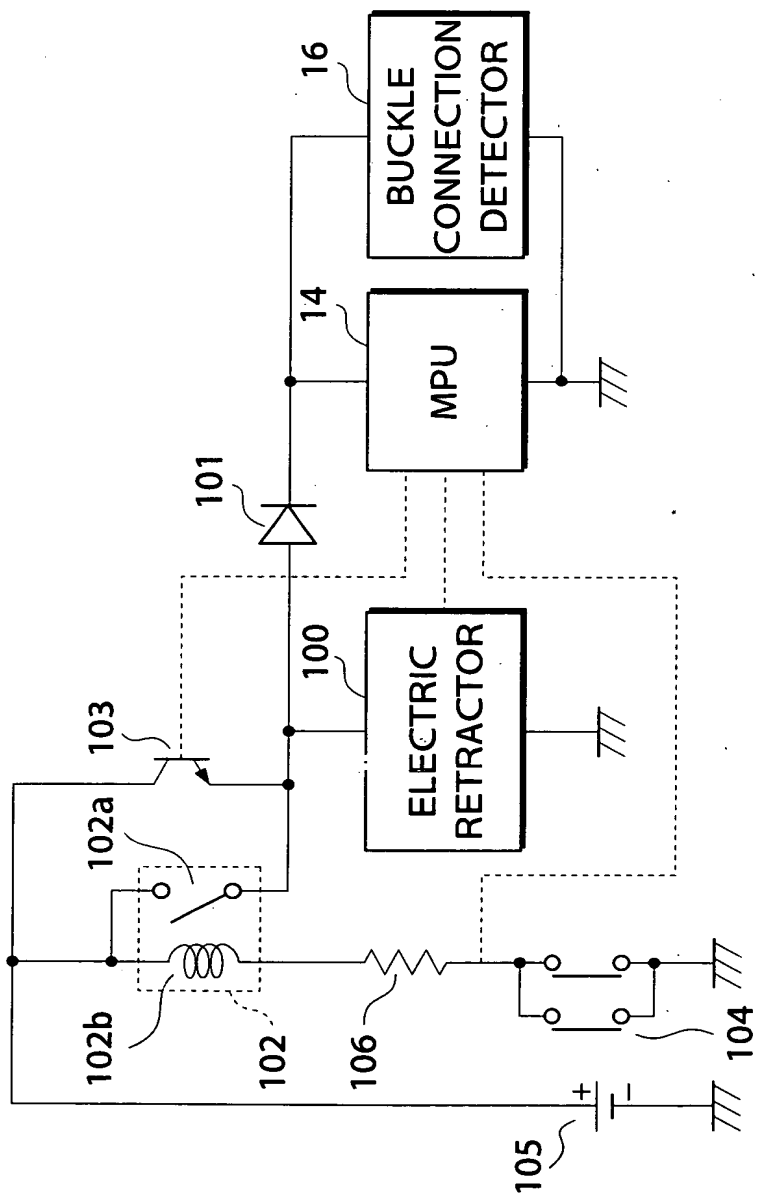 103
101
102a
102b
102
100
ELECTRIC
RETRACTOR
14
MPU
16
BUCKLE
CONNECTION
DETECTOR
106
105
+
−
104